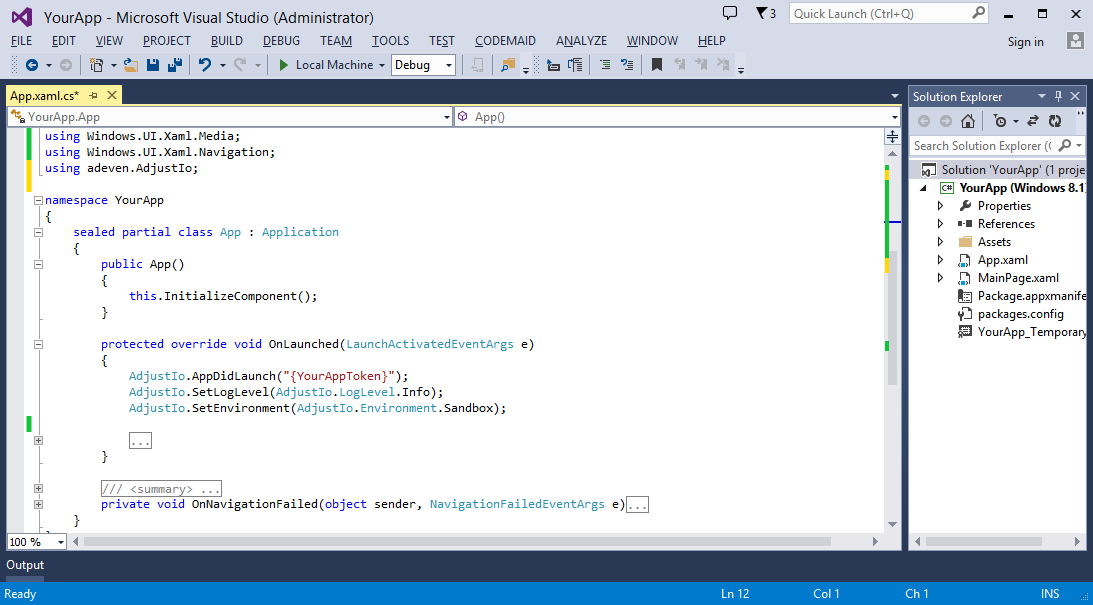 YourApp - Microsoft Visual Studio (Administrator)
3
Quick Launch (Ctrl+Q)
FILE EDIT VIEW PROJECT BUILD DEBUG TEAM TOOLS TEST CODEMAID ANALYZE WINDOW HELP
Sign in
Local Machine
Debug
App.xaml.cs*
YourApp.App
App()
using Windows.UI.Xaml.Media;
using Windows.UI.Xaml.Navigation;
using adeven.AdjustIo;
namespace YourApp
{
sealed partial class App : Application
{
public App()
{
this.InitializeComponent();
}
protected override void OnLaunched(LaunchActivatedEventArgs e)
{
AdjustIo.AppDidLaunch("{YourAppToken}");
AdjustIo.SetLogLevel(AdjustIo.LogLevel.Info);
AdjustIo.SetEnvironment(AdjustIo.Environment.Sandbox);
...
}
/// <summary> ...
private void OnNavigationFailed(object sender, NavigationFailedEventArgs e)...
}
100 %
Solution Explorer
Search Solution Explorer (
Solution 'YourApp' (1 proje
C# YourApp (Windows 8.1
Properties
References
Assets
App.xaml
MainPage.xaml
Package.appxmanife
packages.config
YourApp_Temporary
Output
Ready
Ln 12
Col 1
Ch 1
INS